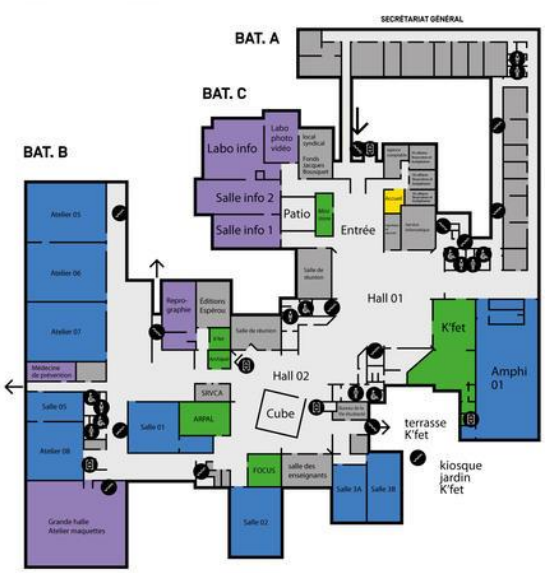 SECRÉTARIAT GÉNÉRAL
BAT. A
BAT. C
Labo
photo
vidéo
local
syndical
Labo info
Fonds
Jacques
Bousquet
BAT. B
Salle info 2
Accueil
Atelier 05
Patio
Entrée
Salle info 1
Atelier 06
Salle de
réunion
Hall 01
Repro-
graphie
Éditions
Espérou
K'fet
Atelier 07
Salle de réunion
Amphi
01
Médecine
de prévention
Hall 02
SRVCA
Salle 05
Cube
Salle 01
ARPAL
terrasse
K'fet
Atelier 08
FOCUS
salle des
enseignants
kiosque
jardin
K'fet
Salle 3A
Salle 3B
Grande halle
Atelier maquettes
Salle 02